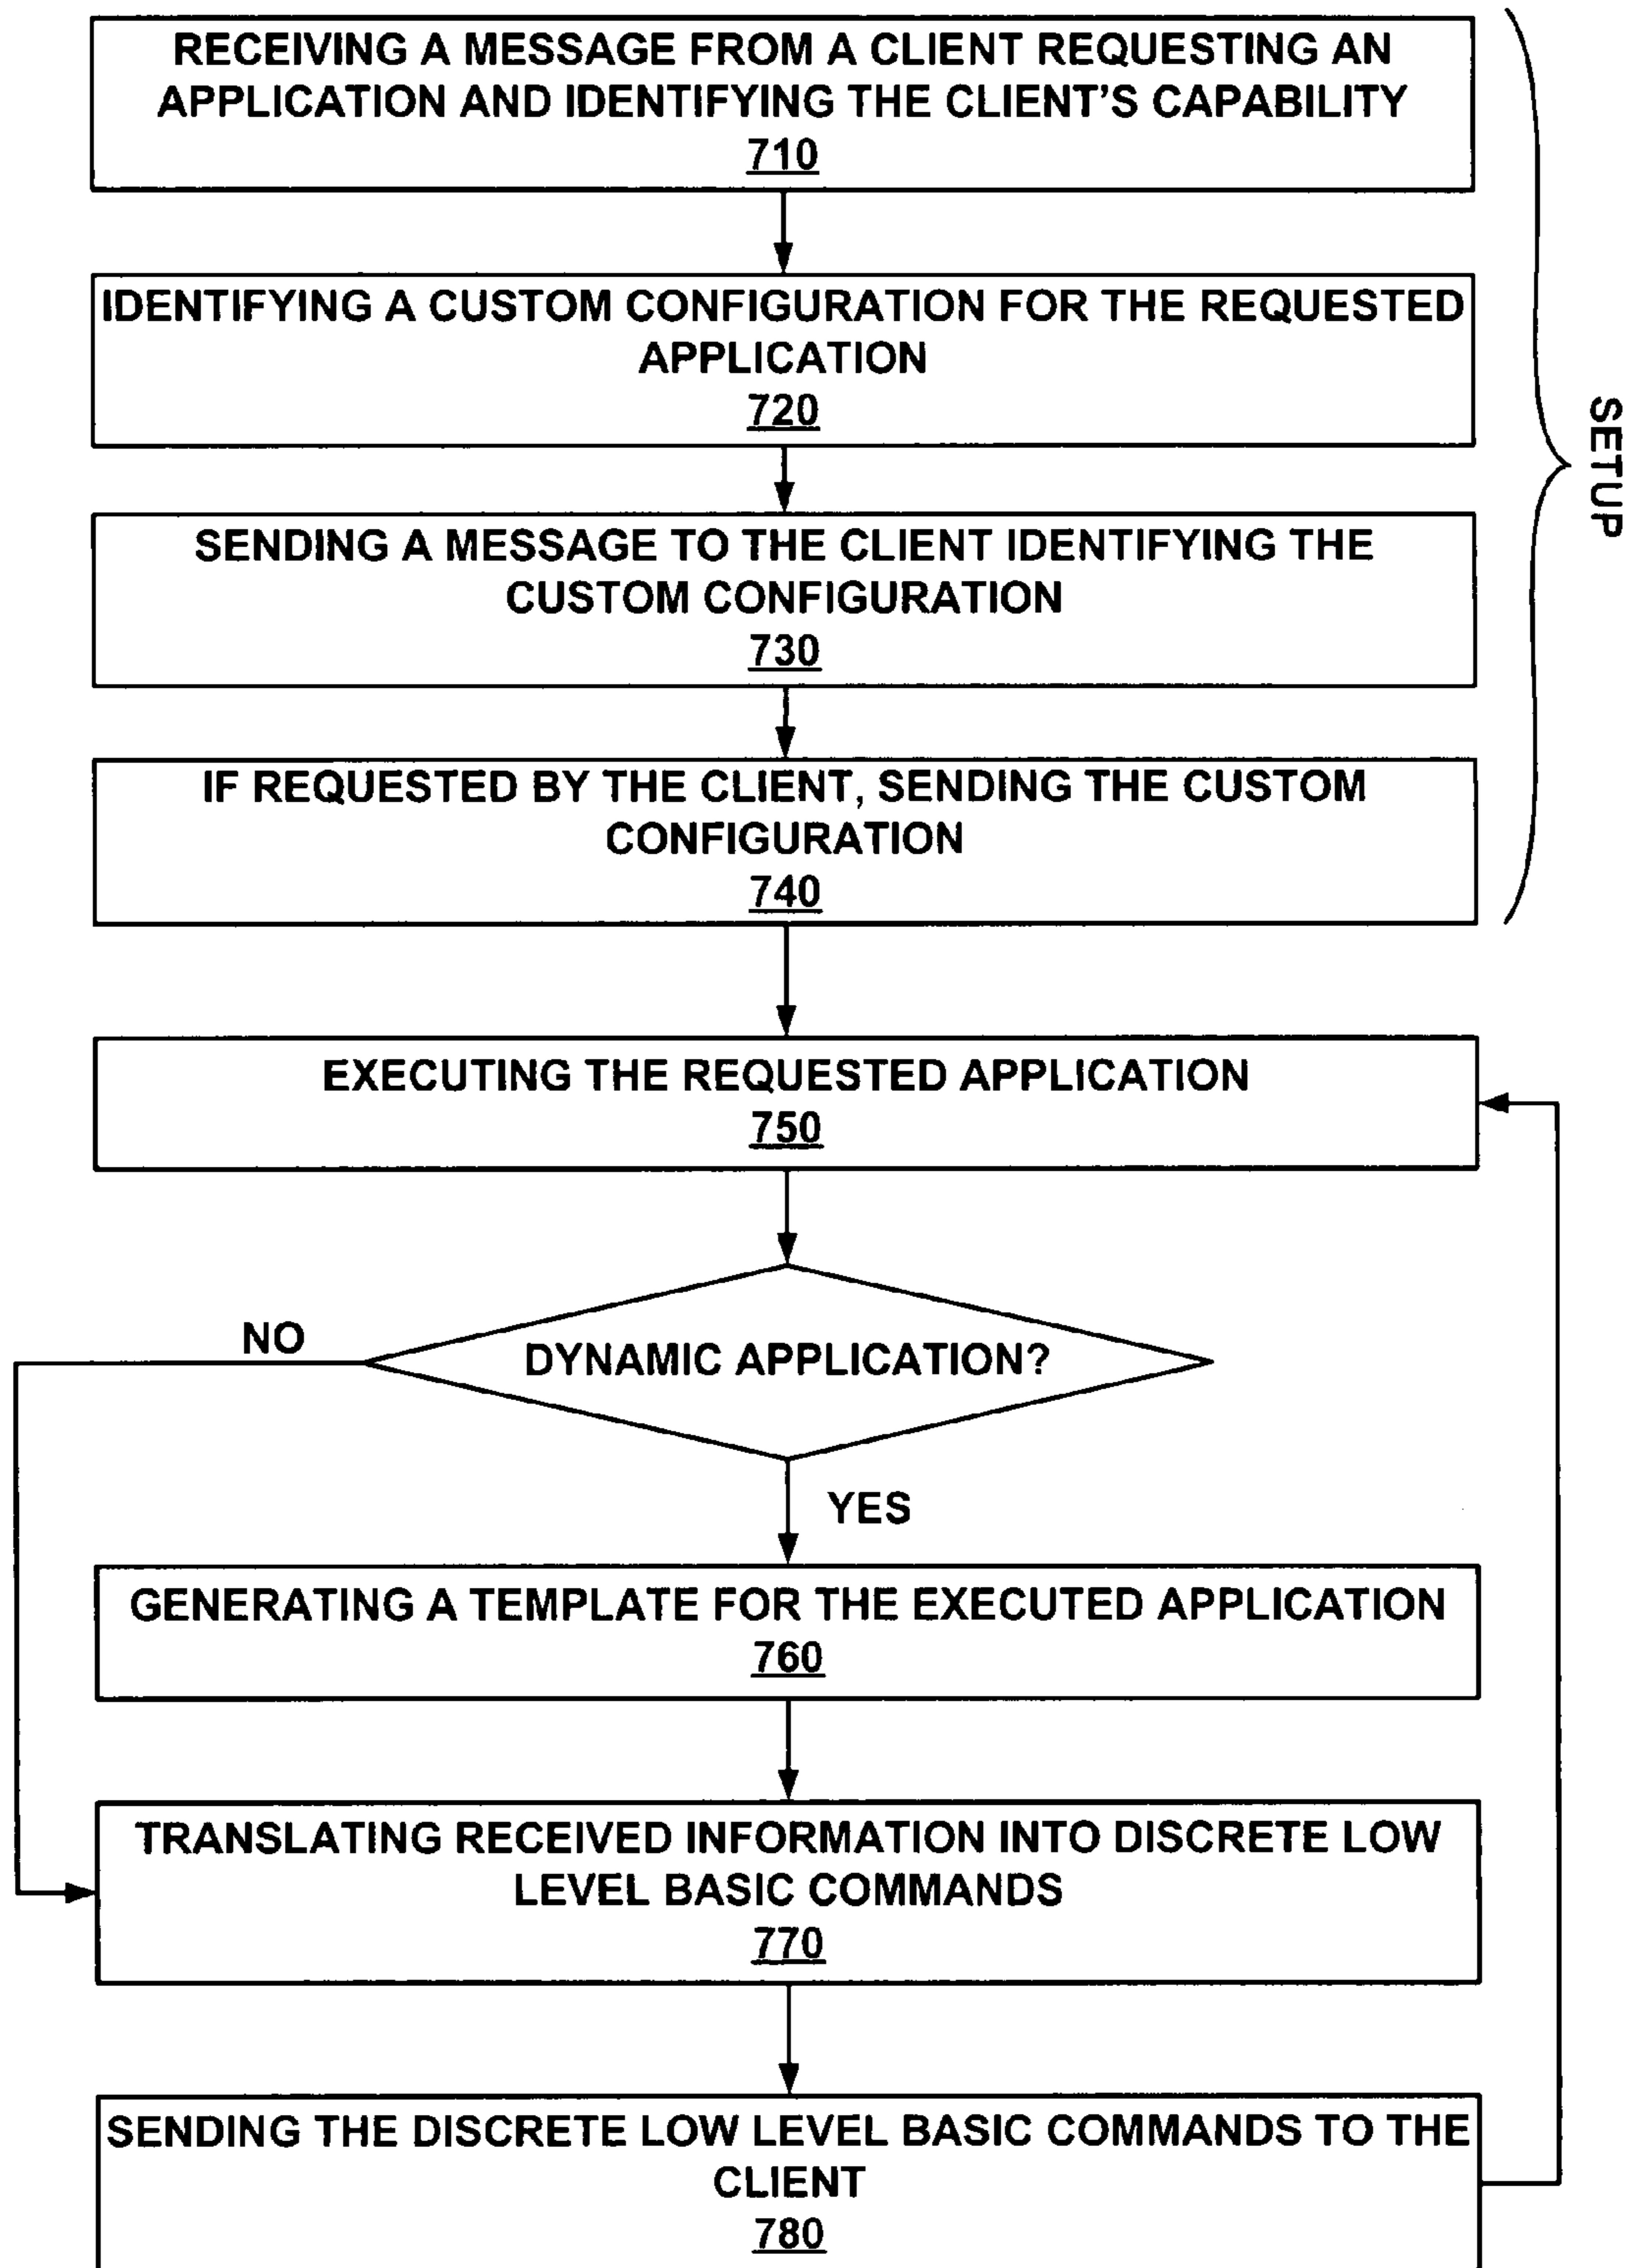 RECEIVING A MESSAGE FROM A CLIENT REQUESTING AN
APPLICATION AND IDENTIFYING THE CLIENT'S CAPABILITY
710
IDENTIFYING A CUSTOM CONFIGURATION FOR THE REQUESTED
APPLICATION
720
SENDING A MESSAGE TO THE CLIENT IDENTIFYING THE
CUSTOM CONFIGURATION
730
IF REQUESTED BY THE CLIENT, SENDING THE CUSTOM
CONFIGURATION
740
SETUP
EXECUTING THE REQUESTED APPLICATION
750
DYNAMIC APPLICATION?
NO
YES
GENERATING A TEMPLATE FOR THE EXECUTED APPLICATION
760
TRANSLATING RECEIVED INFORMATION INTO DISCRETE LOW
LEVEL BASIC COMMANDS
770
SENDING THE DISCRETE LOW LEVEL BASIC COMMANDS TO THE
CLIENT
780